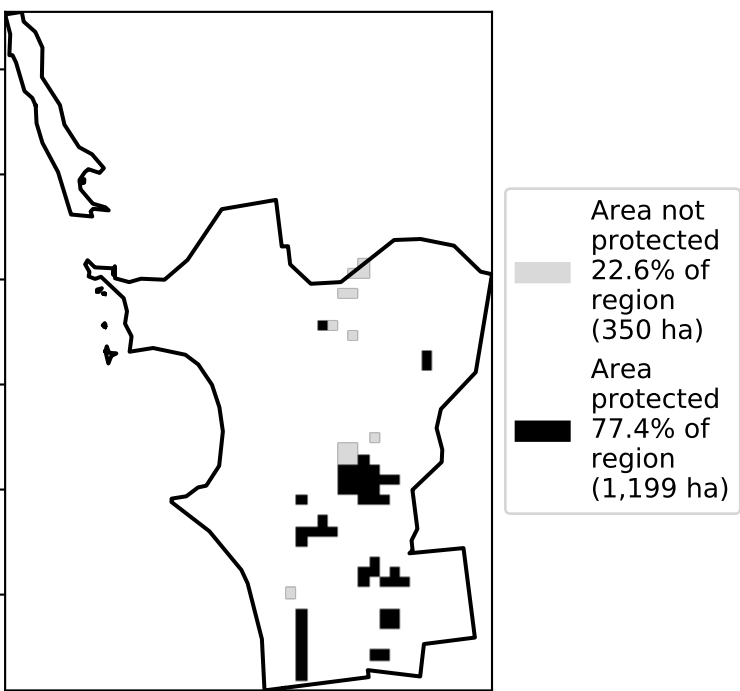 Area not
protected
22.6% of
region
(350 ha)
Area
protected
77.4% of
region
(1,199 ha)